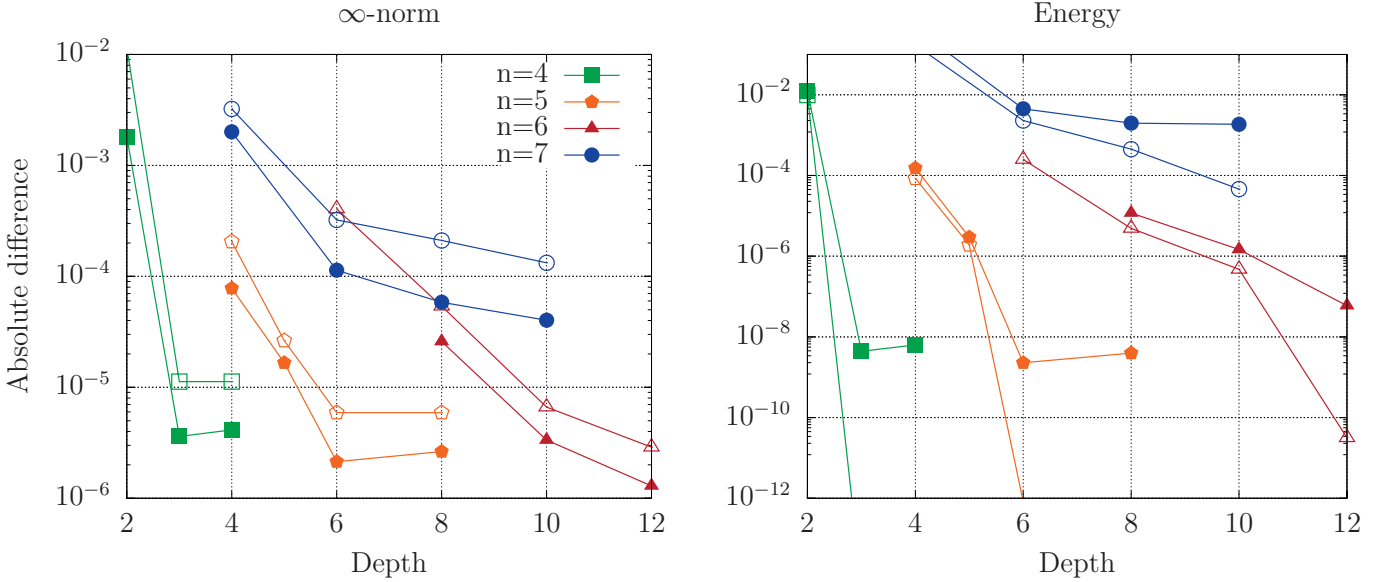 ∞-norm
Energy
Absolute difference
10⁻²
10⁻³
10⁻⁴
10⁻⁵
10⁻⁶
2 4 6 8 10 12
Depth
n=4
n=5
n=6
n=7
10⁻²
10⁻⁴
10⁻⁶
10⁻⁸
10⁻¹⁰
10⁻¹²
2 4 6 8 10 12
Depth